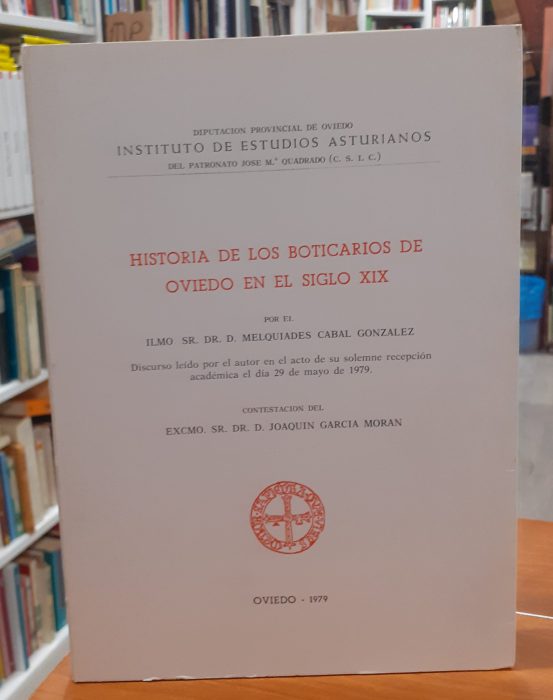 MP
DIPUTACION PROVINCIAL DE OVIEDO
INSTITUTO DE ESTUDIOS ASTURIANOS
DEL PATRONATO JOSE M.ª QUADRADO (C. S. I. C.)
HISTORIA DE LOS BOTICARIOS DE
OVIEDO EN EL SIGLO XIX
POR EL
ILMO SR. DR. D. MELQUIADES CABAL GONZALEZ
Discurso leído por el autor en el acto de su solemne recepción
académica el día 29 de mayo de 1979.
CONTESTACION DEL
EXCMO. SR. DR. D. JOAQUIN GARCIA MORAN
OVIEDO - 1979